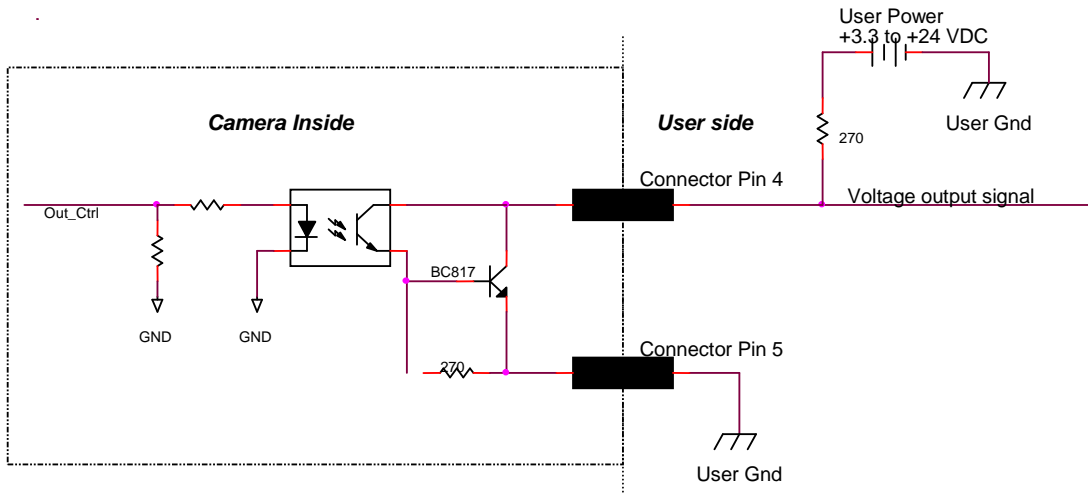 User Power
+3.3 to +24 VDC
Camera Inside
User side
User Gnd
270
Connector Pin 4
Out_Ctrl
Voltage output signal
BC817
GND
GND
270
Connector Pin 5
User Gnd